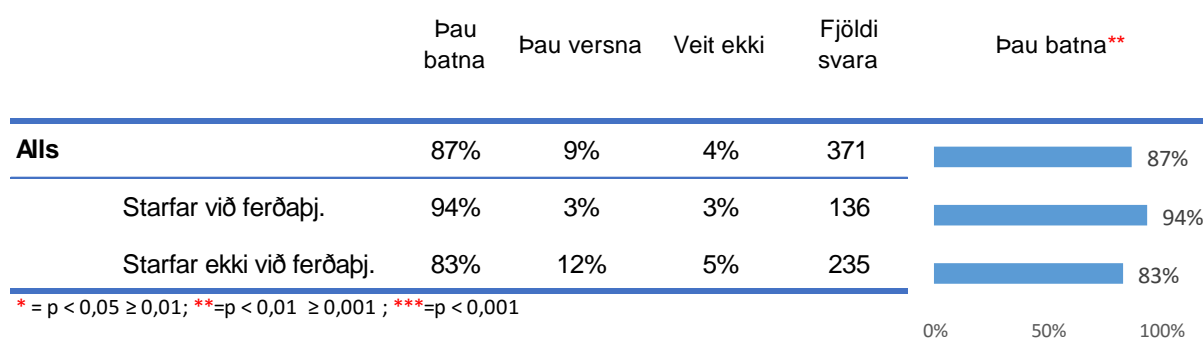 Þau batna Þau versna Veit ekki Fjöldi svara Þau batna**
Alls 87% 9% 4% 371 87%
Starfar við ferðaþj. 94% 3% 3% 136 94%
Starfar ekki við ferðaþj. 83% 12% 5% 235 83%
* = p < 0,05 ≥ 0,01; **=p < 0,01 ≥ 0,001 ; ***=p < 0,001
0% 50% 100%